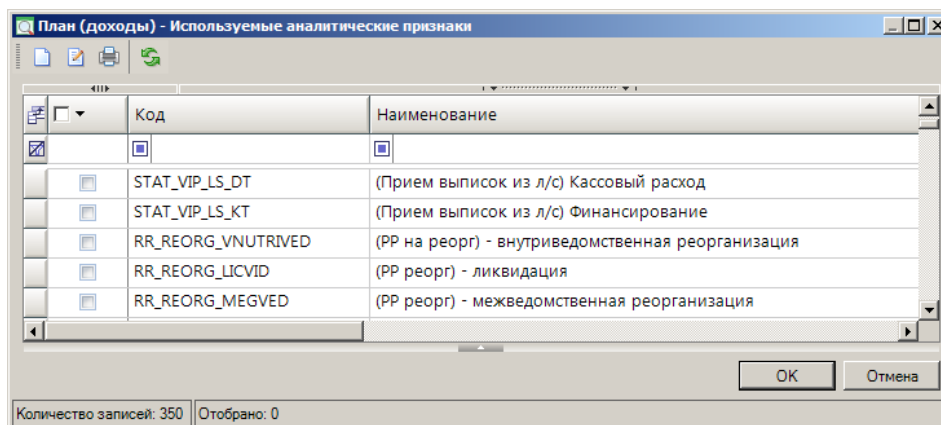 План (доходы) - Используемые аналитические признаки
Код Наименование
STAT_VIP_LS_DT (Прием выписок из л/с) Кассовый расход
STAT_VIP_LS_KT (Прием выписок из л/с) Финансирование
RR_REORG_VNUTRIVED (РР на реорг) - внутриведомственная реорганизация
RR_REORG_LICVID (РР реорг) - ликвидация
RR_REORG_MEGVED (РР реорг) - межведомственная реорганизация
OK Отмена
Количество записей: 350 Отобрано: 0